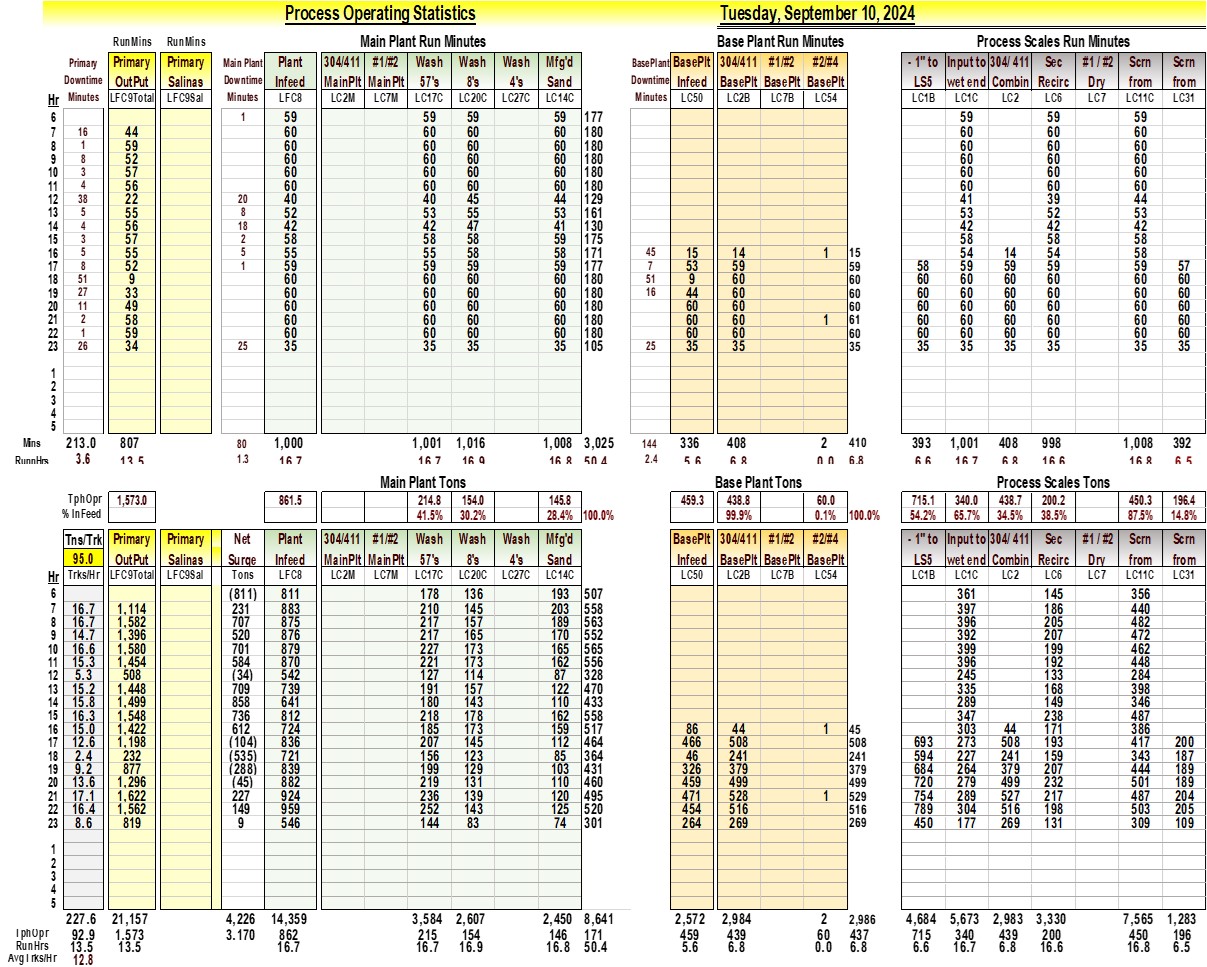 Process Operating Statistics Tuesday, September 10, 2024
RunMins RunMins Main Plant Run Minutes Base Plant Run Minutes Process Scales Run Minutes
Primary Primary Primary Main Plant Plant 304/411 #1/#2 Wash Wash Wash Mfg'd BasePlant BasePlt 304/411 #1/#2 #2/#4 - 1" to Input to 304/ 411 Sec #1 / #2 Scrn Scrn
Downtime OutPut Salinas Downtime Infeed MainPlt MainPlt 57's 8's 4's Sand Downtime Infeed BasePlt BasePlt BasePlt LS5 wet end Combin Recirc Dry from from
Hr Minutes LFC9Total LFC9Sal Minutes LFC8 LC2M LC7M LC17C LC20C LC27C LC14C Minutes LC50 LC2B LC7B LC54 LC1B LC1C LC2 LC6 LC7 LC11C LC31
6 1 59 59 59 59 177 59 59 59
7 16 44 60 60 60 60 180 60 60 60
8 1 59 60 60 60 60 180 60 60 60
9 8 52 60 60 60 60 180 60 60 60
10 3 57 60 60 60 60 180 60 60 60
11 4 56 60 60 60 60 180 60 60 60
12 38 22 20 40 40 45 44 129 41 39 44
13 5 55 8 52 53 55 53 161 53 52 53
14 4 56 18 42 42 47 41 130 42 42 42
15 3 57 2 58 58 58 59 175 58 58 58
16 5 55 5 55 55 58 58 171 45 15 14 1 15 54 14 54 58
17 8 52 1 59 59 59 59 177 7 53 59 59 58 59 59 59 59 57
18 51 9 60 60 60 60 180 51 9 60 60 60 60 60 60 60 60
19 27 33 60 60 60 60 180 16 44 60 60 60 60 60 60 60 60
20 11 49 60 60 60 60 180 60 60 60 60 60 60 60 60 60
21 2 58 60 60 60 60 180 60 60 1 61 60 60 60 60 60 60
22 1 59 60 60 60 60 180 60 60 60 60 60 60 60 60 60
23 26 34 25 35 35 35 35 105 25 35 35 35 35 35 35 35 35 35
1
2
3
4
5
Mins 213.0 807 80 1,000 1,001 1,016 1,008 3,025 144 336 408 2 410 393 1,001 408 998 1,008 392
RunnHrs 3.6 13.5 1.3 16.7 16.7 16.9 16.8 50.4 2.4 5.6 6.8 0.0 6.8 6.6 16.7 6.8 16.6 16.8 6.5
Main Plant Tons Base Plant Tons Process Scales Tons
TphOpr 1,573.0 861.5 214.8 154.0 145.8 459.3 438.8 60.0 715.1 340.0 438.7 200.2 450.3 196.4
% InFeed 41.5% 30.2% 28.4% 100.0% 99.9% 0.1% 100.0% 54.2% 65.7% 34.5% 38.5% 87.5% 14.8%
Tns/Trk Primary Primary Net Plant 304/411 #1/#2 Wash Wash Wash Mfg'd BasePlt 304/411 #1/#2 #2/#4 - 1" to Input to 304/ 411 Sec #1 / #2 Scrn Scrn
95.0 OutPut Salinas Surge Infeed MainPlt MainPlt 57's 8's 4's Sand Infeed BasePlt BasePlt BasePlt LS5 wet end Combin Recirc Dry from from
Hr Trks/Hr LFC9Total LFC9Sal Tons LFC8 LC2M LC7M LC17C LC20C LC27C LC14C LC50 LC2B LC7B LC54 LC1B LC1C LC2 LC6 LC7 LC11C LC31
6 (811) 811 178 136 193 507 361 145 356
7 16.7 1,114 231 883 210 145 203 558 397 186 440
8 16.7 1,582 707 875 217 157 189 563 396 205 482
9 14.7 1,396 520 876 217 165 170 552 392 207 472
10 16.6 1,580 701 879 227 173 165 565 399 199 462
11 15.3 1,454 584 870 221 173 162 556 396 192 448
12 5.3 508 (34) 542 127 114 87 328 245 133 284
13 15.2 1,448 709 739 191 157 122 470 335 168 398
14 15.8 1,499 858 641 180 143 110 433 289 149 346
15 16.3 1,548 736 812 218 178 162 558 347 238 487
16 15.0 1,422 612 724 185 173 159 517 86 44 1 45 303 44 171 386
17 12.6 1,198 (104) 836 207 145 112 464 466 508 508 693 273 508 193 417 200
18 2.4 232 (535) 721 156 123 85 364 46 241 241 594 227 241 159 343 187
19 9.2 877 (288) 839 199 129 103 431 326 379 379 684 264 379 207 444 189
20 13.6 1,296 (45) 882 219 131 110 460 459 499 499 720 279 499 232 501 189
21 17.1 1,622 227 924 236 139 120 495 471 528 1 529 754 289 527 217 487 204
22 16.4 1,562 149 959 252 143 125 520 454 516 516 789 304 516 198 503 205
23 8.6 819 9 546 144 83 74 301 264 269 269 450 177 269 131 309 109
1
2
3
4
5
227.6 21,157 4,226 14,359 3,584 2,607 2,450 8,641 2,572 2,984 2 2,986 4,684 5,673 2,983 3,330 7,565 1,283
TphOpr 92.9 1,573 3.170 862 215 154 146 171 459 439 60 437 715 340 439 200 450 196
RunHrs 13.5 13.5 16.7 16.7 16.9 16.8 50.4 5.6 6.8 0.0 6.8 6.6 16.7 6.8 16.6 16.8 6.5
AvgTrks/Hr 12.8